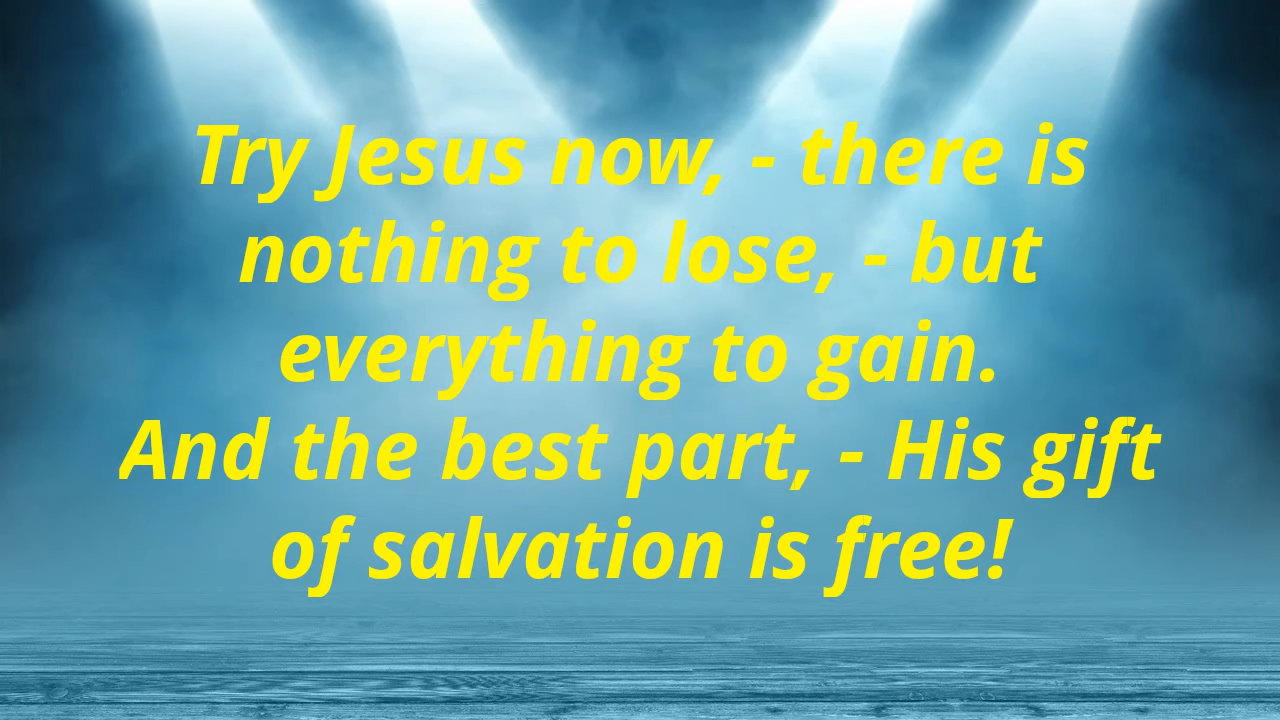 Try Jesus now, - there is
nothing to lose, - but
everything to gain.
And the best part, - His gift
of salvation is free!